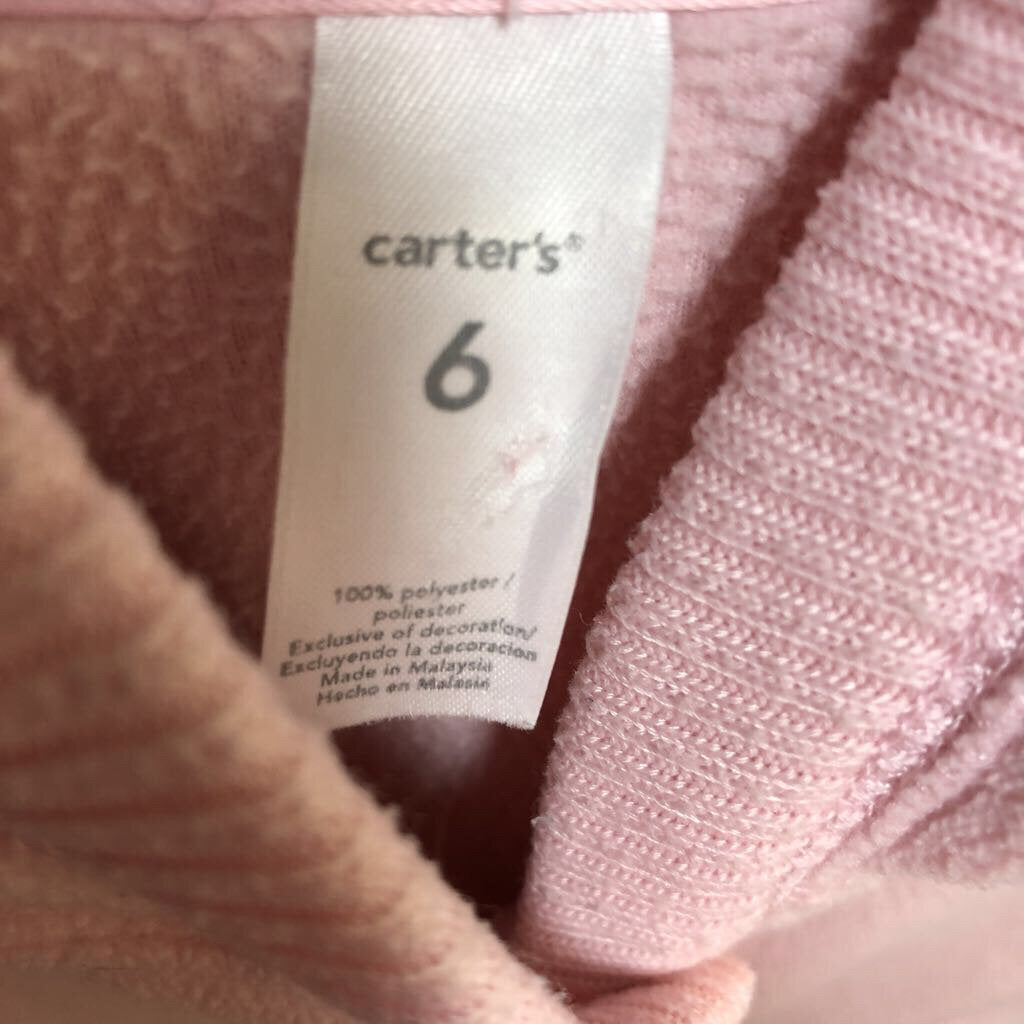 carter's®
6
100% polyester /
poliester
Exclusive of decoration/
Excluyendo la decoracion
Made in Malaysia
Hecho en Malasia